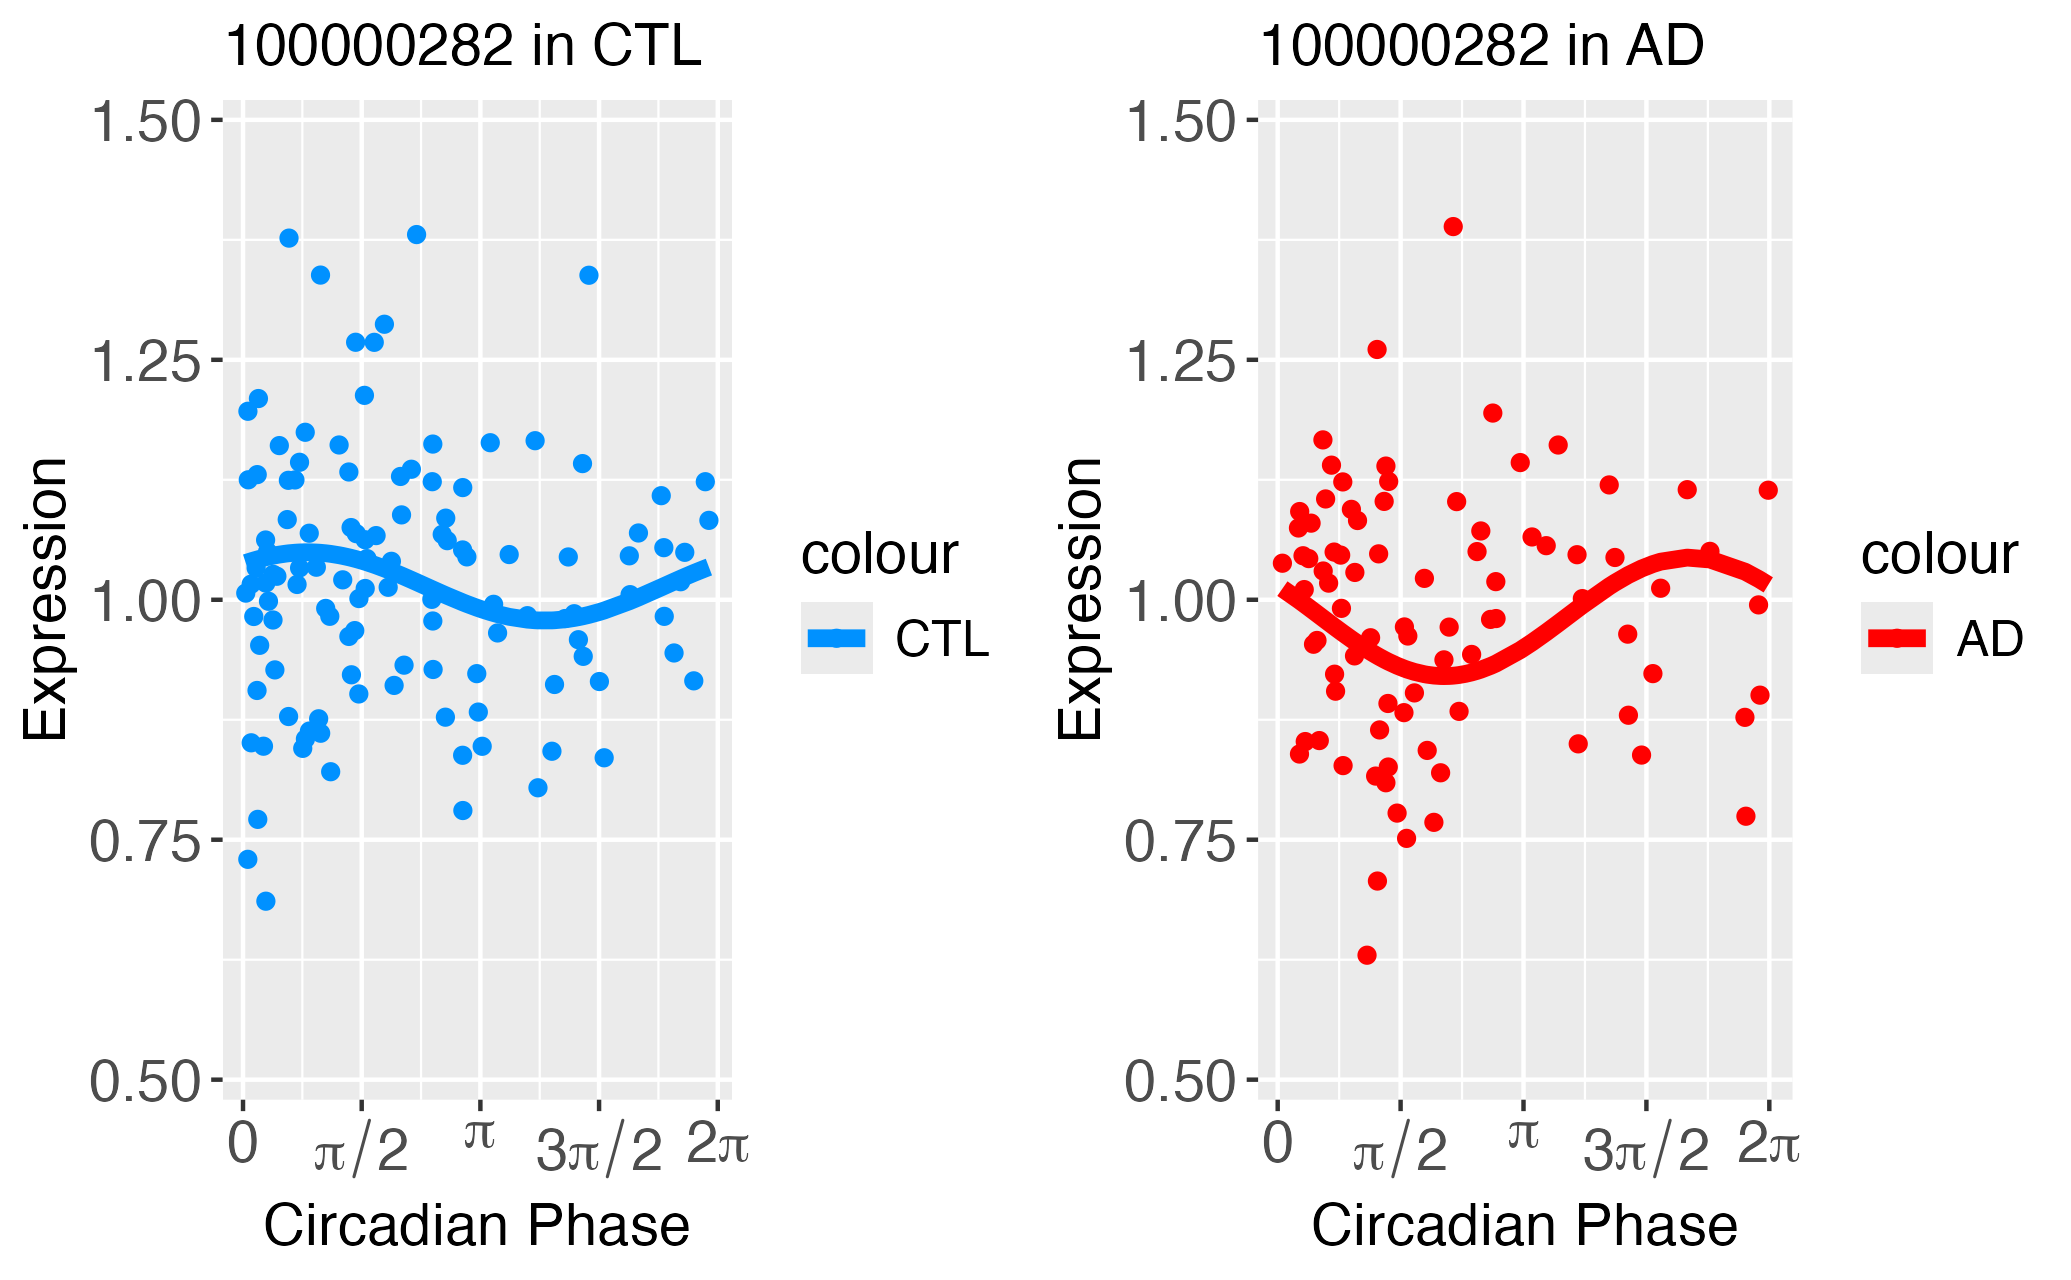 100000282 in CTL
1.50
1.25
1.00
0.75
0.50
Expression
0 π/2 π 3π/2 2π
Circadian Phase
colour
CTL
100000282 in AD
1.50
1.25
1.00
0.75
0.50
Expression
0 π/2 π 3π/2 2π
Circadian Phase
colour
AD